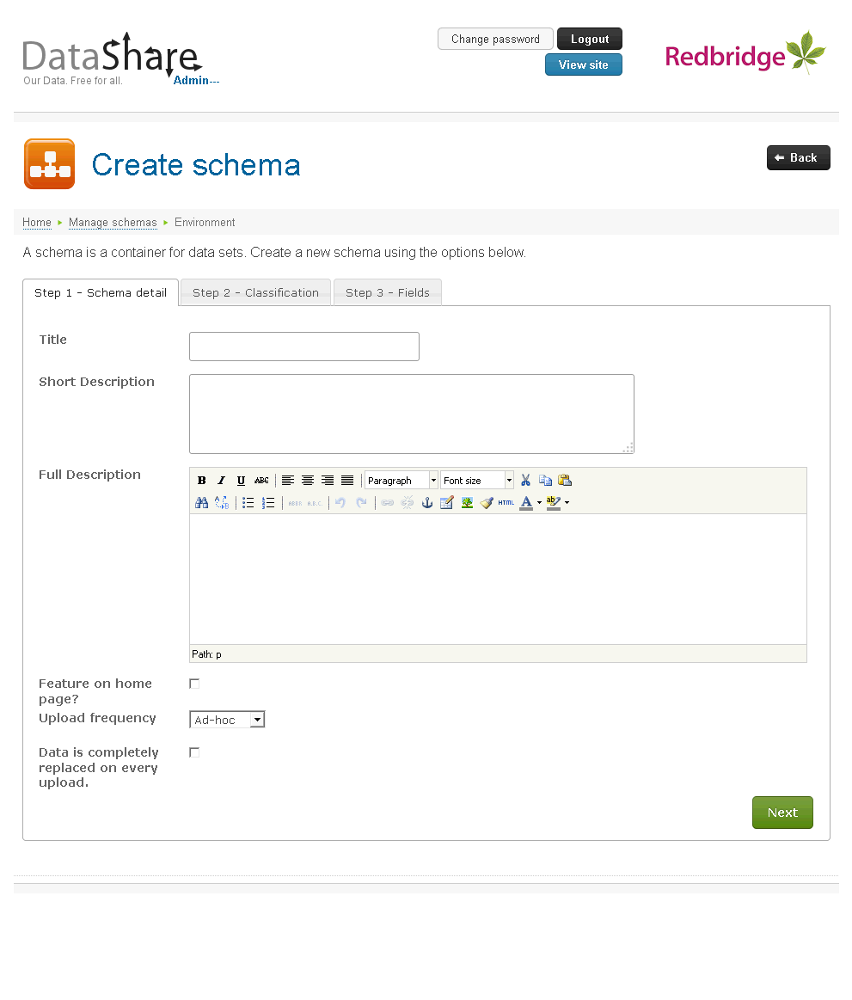 DataShare
Our Data. Free for all.
Admin---
Change password
Logout
View site
Redbridge
Create schema
Back
Home
Manage schemas
Environment
A schema is a container for data sets. Create a new schema using the options below.
Step 1 - Schema detail
Step 2 - Classification
Step 3 - Fields
Title
Short Description
Full Description
B I U ABC Paragraph Font size
A B ABBR A.B.C. HTML A ab
Path: p
Feature on home
page?
Upload frequency
Ad-hoc
Data is completely
replaced on every
upload.
Next